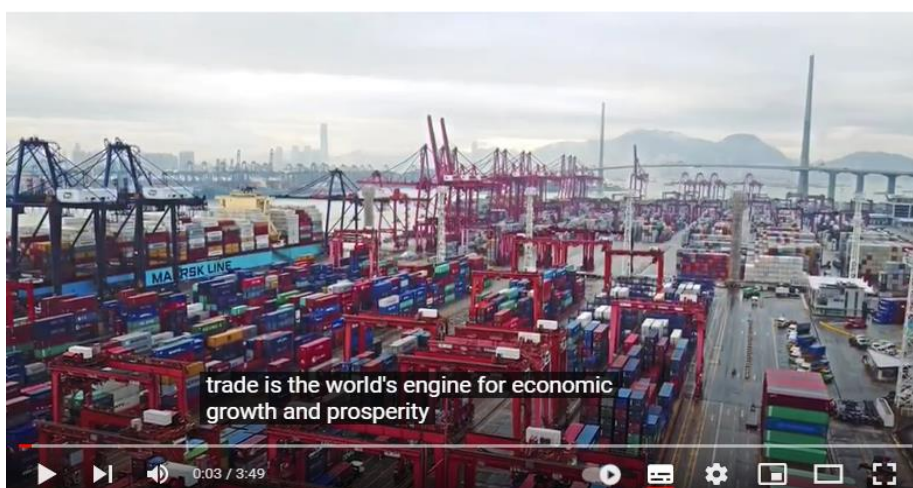 MAERSK LINE
trade is the world's engine for economic
growth and prosperity
0:03 / 3:49